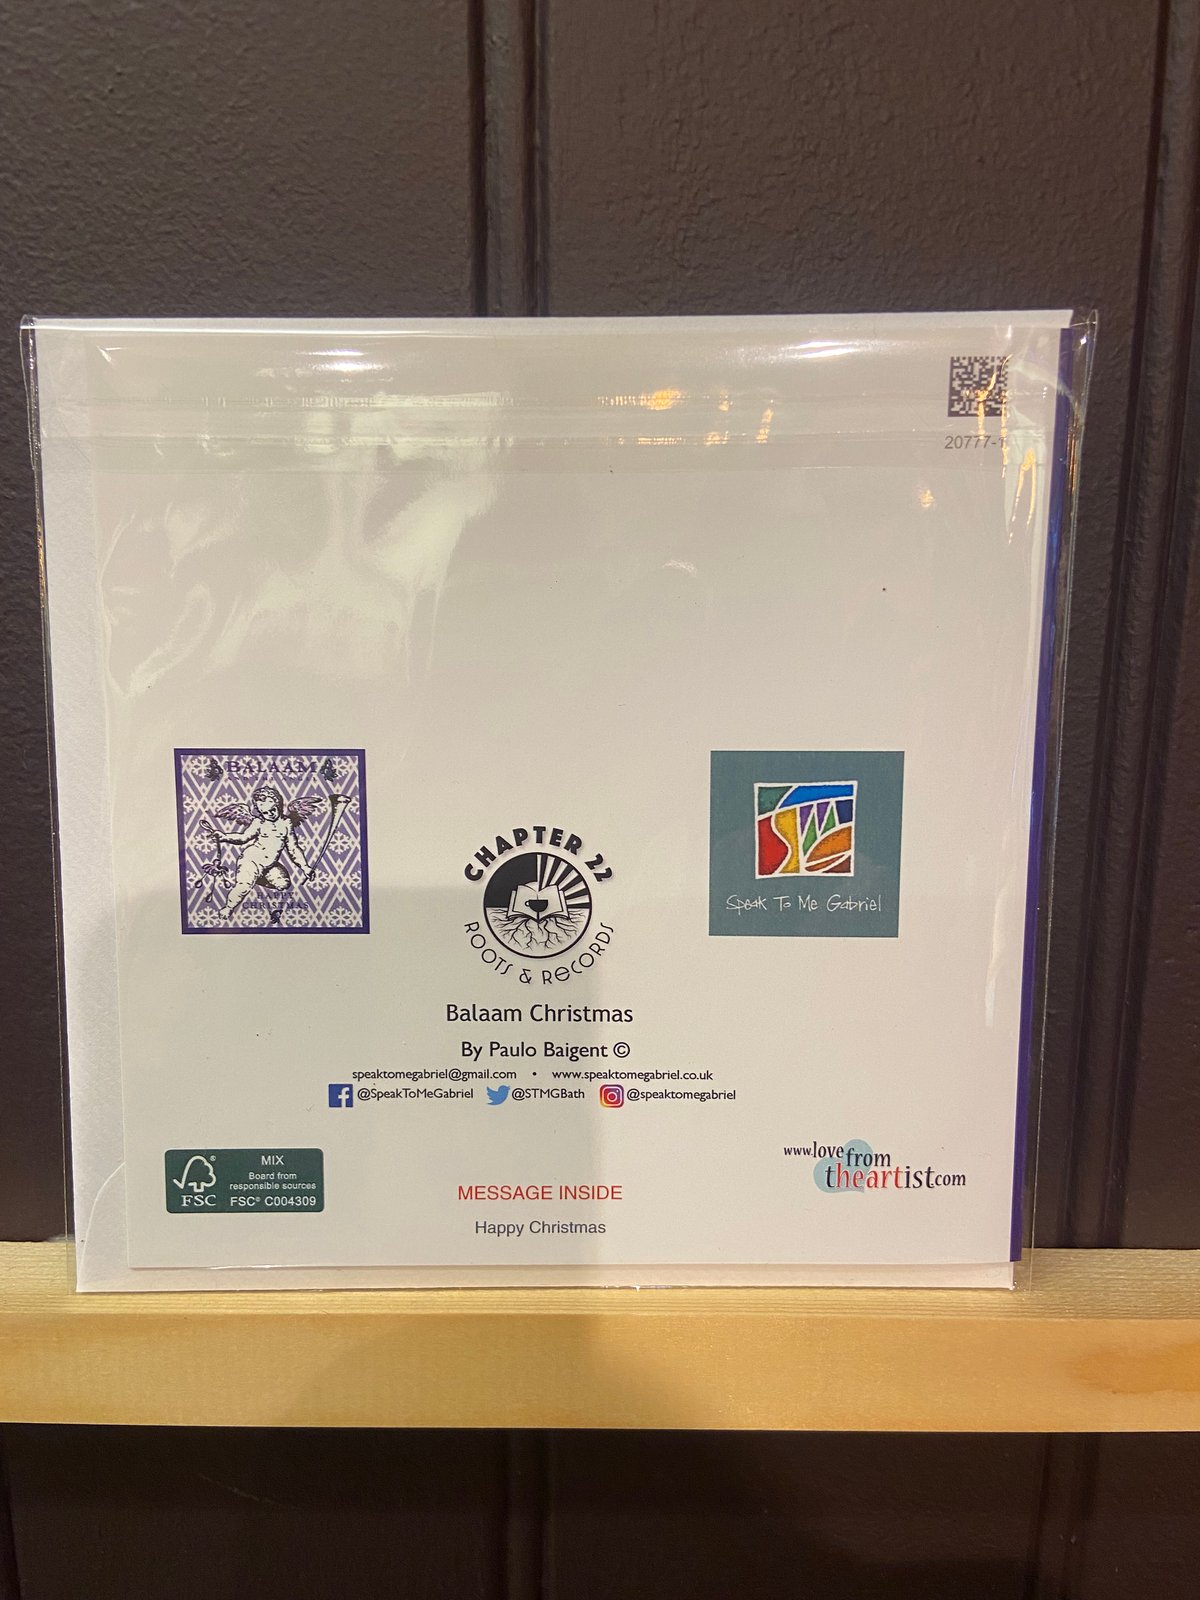 20777-1
BALAAM
HAPPY
CHRISTMAS
CHAPTER 22
ROOTS & RECORDS
Speak To Me Gabriel
Balaam Christmas
By Paulo Baigent ©
speaktomegabriel@gmail.com • www.speaktomegabriel.co.uk
@SpeakToMeGabriel @STMGBath @speaktomegabriel
FSC
MIX
Board from
responsible sources
FSC® C004309
MESSAGE INSIDE
Happy Christmas
www.lovefrom
theartist.com